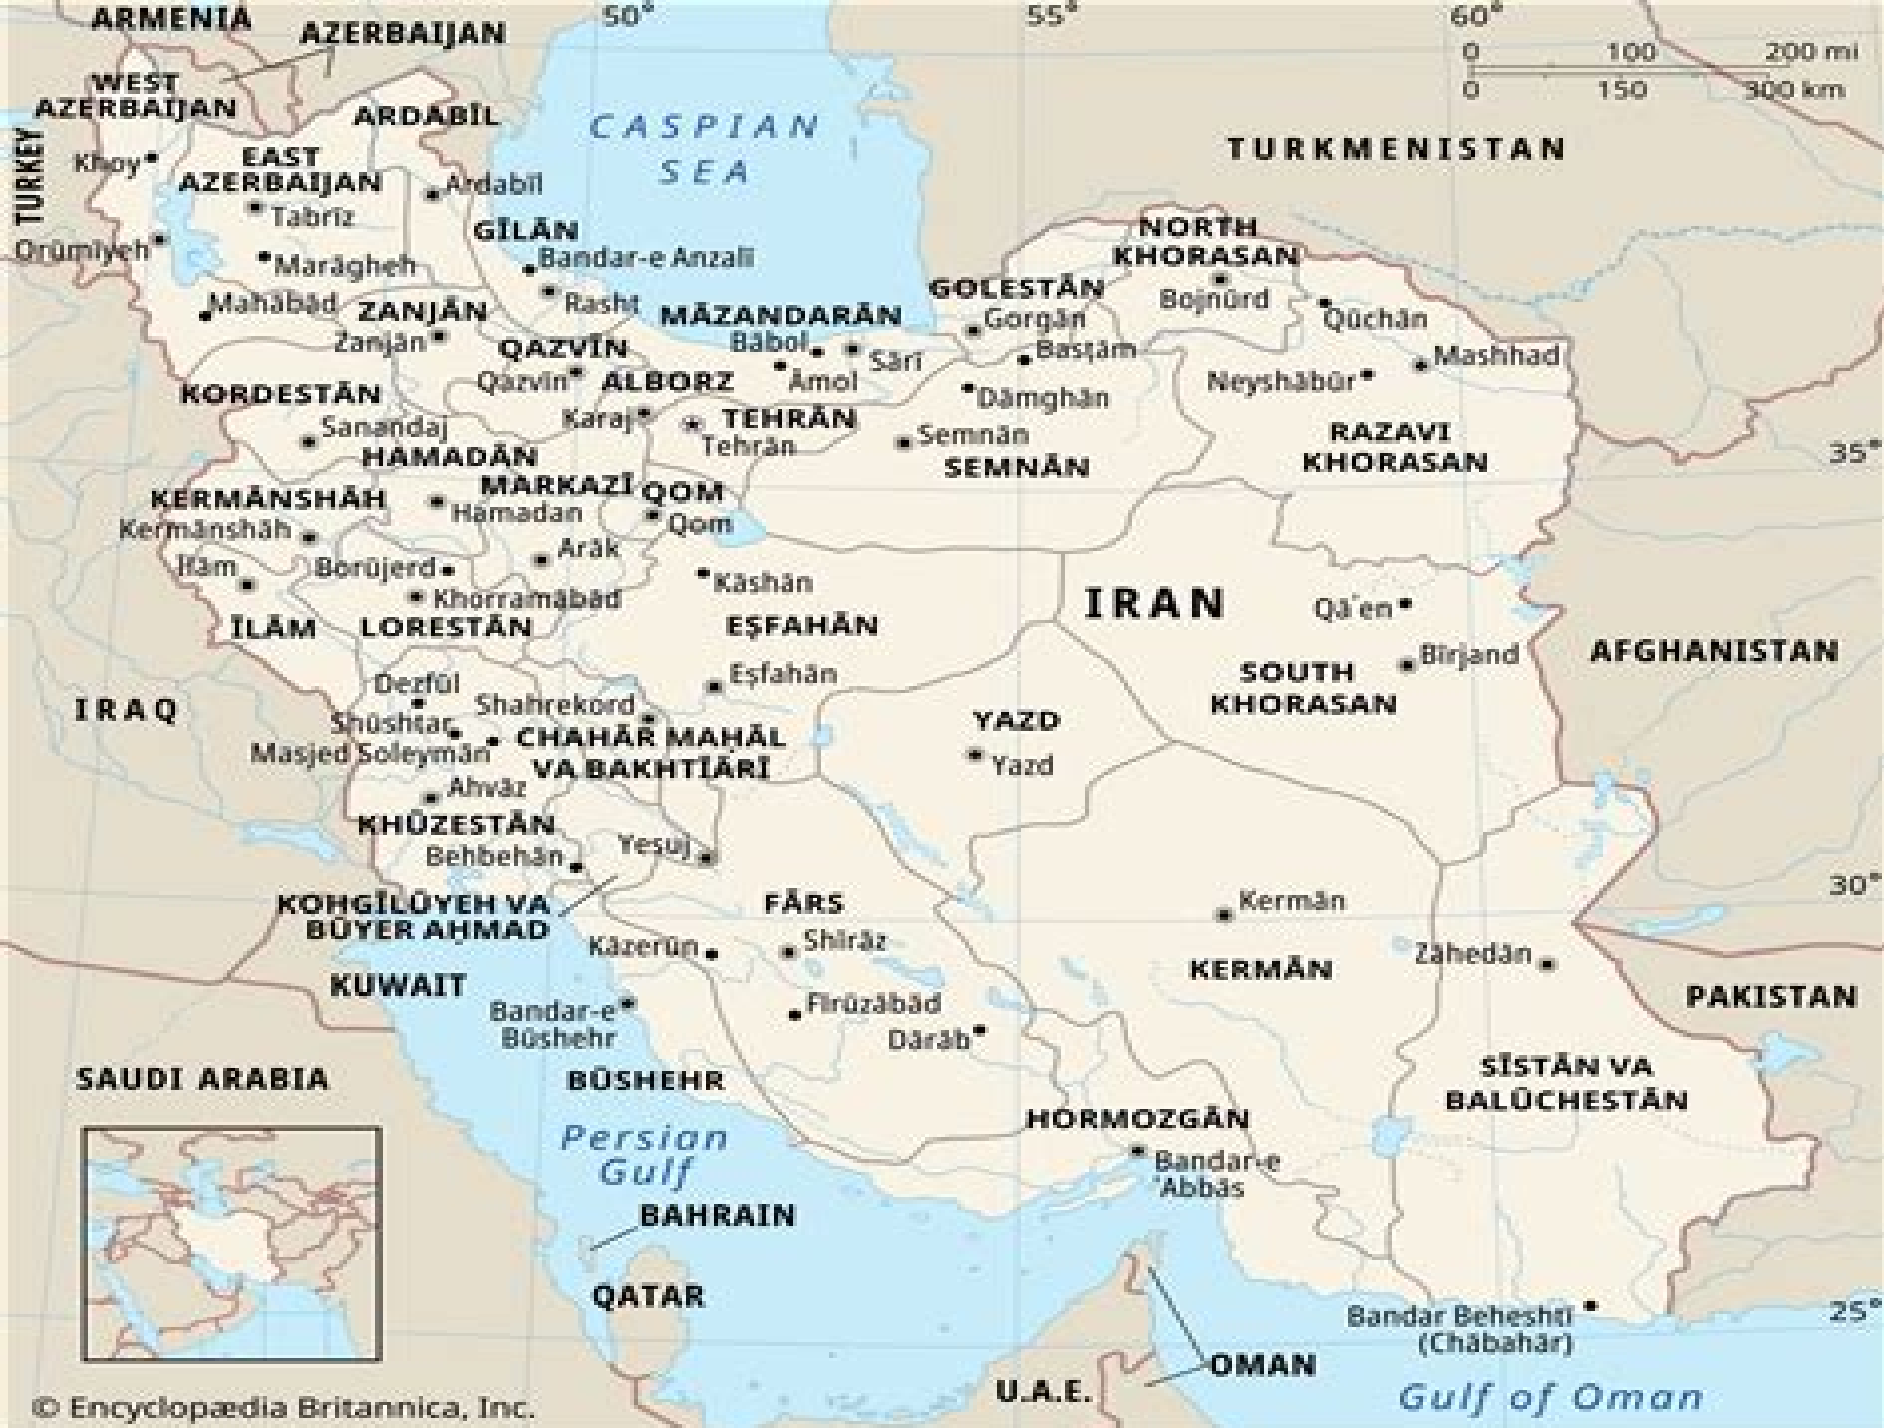 ARMENIA
AZERBAIJAN
50°
55°
60°
0 100 200 mi
0 150 300 km
WEST
AZERBAIJAN
ARDABĪL
CASPIAN
SEA
TURKMENISTAN
TURKEY
Khoy
EAST
AZERBAIJAN
Ardabīl
Tabrīz
Orūmīyeh
GĪLĀN
Bandar-e Anzalī
Marāgheh
NORTH
KHORASAN
Bojnūrd
Mahābād
ZANJĀN
Rasht
MĀZANDARĀN
GOLESTĀN
Gorgān
Qūchān
Zanjān
QAZVĪN
Bābol
Sārī
Basṭām
Mashhad
Qazvīn
ALBORZ
Āmol
Dāmghān
Neyshābūr
KORDESTĀN
Sanandaj
Karaj
TEHRĀN
Tehrān
Semnān
SEMNĀN
RAZAVI
KHORASAN
35°
HAMADĀN
KERMĀNSHĀH
MARKAZĪ
QOM
Hamadan
Qom
Kermānshāh
Īlām
Borūjerd
Arāk
Kāshān
Khorramābād
IRAN
Qā'en
ĪLĀM
LORESTĀN
EṢFAHĀN
Bīrjand
AFGHANISTAN
Eṣfahān
SOUTH
KHORASAN
IRAQ
Dezfūl
Shahrekord
Shūshtar
Masjed Soleymān
CHAHĀR MAḤĀL
VA BAKHTĪĀRĪ
YAZD
Yazd
Ahvāz
KHŪZESTĀN
Behbehān
Yesuj
30°
KOHGĪLŪYEH VA
BŪYER AḤMAD
FĀRS
Kermān
Kāzerūn
Shīrāz
Zāhedān
KERMĀN
KUWAIT
Bandar-e
Būshehr
Fīrūzābād
Dārāb
PAKISTAN
SAUDI ARABIA
BŪSHEHR
SĪSTĀN VA
BALŪCHESTĀN
HORMOZGĀN
Persian
Gulf
Bandar-e
'Abbās
BAHRAIN
QATAR
Bandar Beheshtī
(Chābahār)
25°
OMAN
U.A.E.
Gulf of Oman
© Encyclopædia Britannica, Inc.